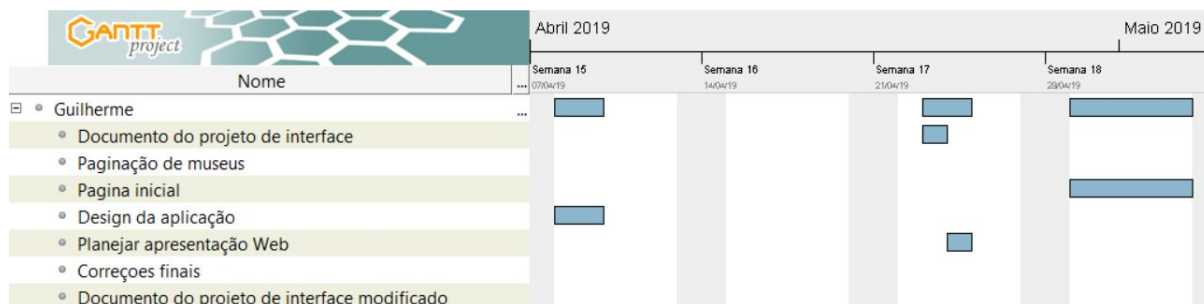 GANTT
project
Abril 2019
Maio 2019
Nome
...
Semana 15
07/04/19
Semana 16
14/04/19
Semana 17
21/04/19
Semana 18
28/04/19
Guilherme
...
Documento do projeto de interface
Paginação de museus
Pagina inicial
Design da aplicação
Planejar apresentação Web
Correçoes finais
Documento do projeto de interface modificado